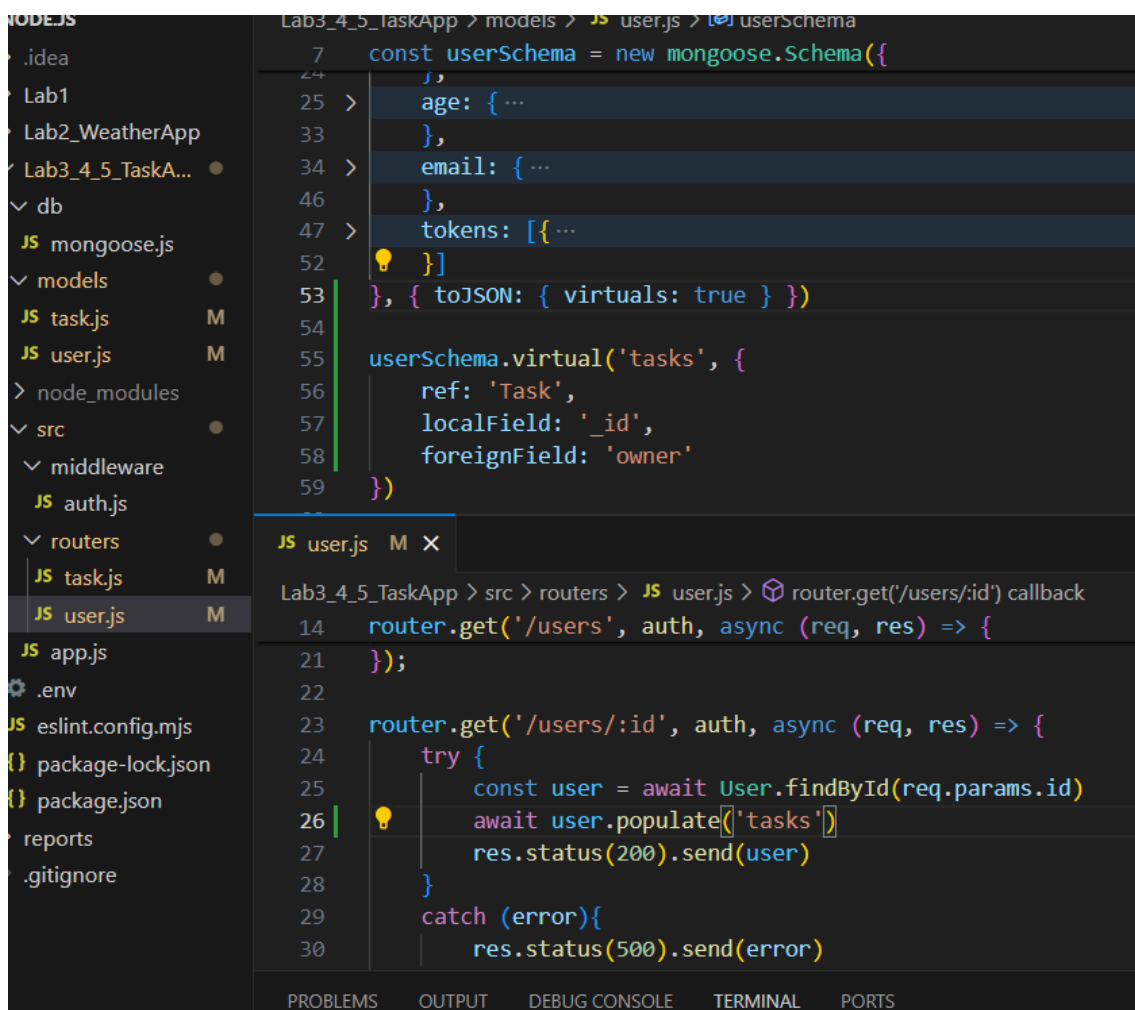 NODE.JS
.idea
Lab1
Lab2_WeatherApp
Lab3_4_5_TaskA...
db
JS mongoose.js
models
JS task.js M
JS user.js M
node_modules
src
middleware
JS auth.js
routers
JS task.js M
JS user.js M
JS app.js
.env
JS eslint.config.mjs
{} package-lock.json
{} package.json
reports
.gitignore
Lab3_4_5_TaskApp > models > JS user.js > userSchema
7 const userSchema = new mongoose.Schema({
24 },
25 > age: { ...
33 },
34 > email: { ...
46 },
47 > tokens: [{ ...
52 }]
53 }, { toJSON: { virtuals: true } })
54
55 userSchema.virtual('tasks', {
56 ref: 'Task',
57 localField: '_id',
58 foreignField: 'owner'
59 })
JS user.js M X
Lab3_4_5_TaskApp > src > routers > JS user.js > router.get('/users/:id') callback
14 router.get('/users', auth, async (req, res) => {
21 });
22
23 router.get('/users/:id', auth, async (req, res) => {
24 try {
25 const user = await User.findById(req.params.id)
26 await user.populate('tasks')
27 res.status(200).send(user)
28 }
29 catch (error){
30 res.status(500).send(error)
PROBLEMS OUTPUT DEBUG CONSOLE TERMINAL PORTS